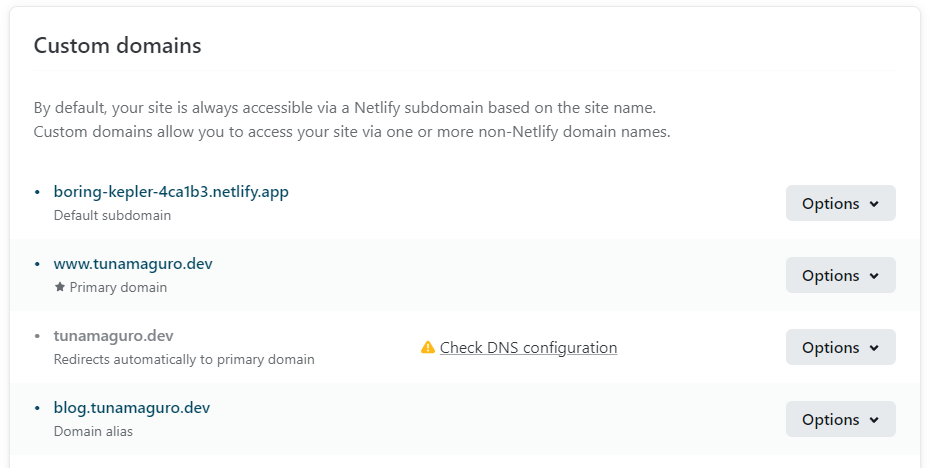 Custom domains
By default, your site is always accessible via a Netlify subdomain based on the site name.
Custom domains allow you to access your site via one or more non-Netlify domain names.
boring-kepler-4ca1b3.netlify.app
Default subdomain
Options
www.tunamaguro.dev
Primary domain
Options
tunamaguro.dev
Redirects automatically to primary domain
Check DNS configuration
Options
blog.tunamaguro.dev
Domain alias
Options